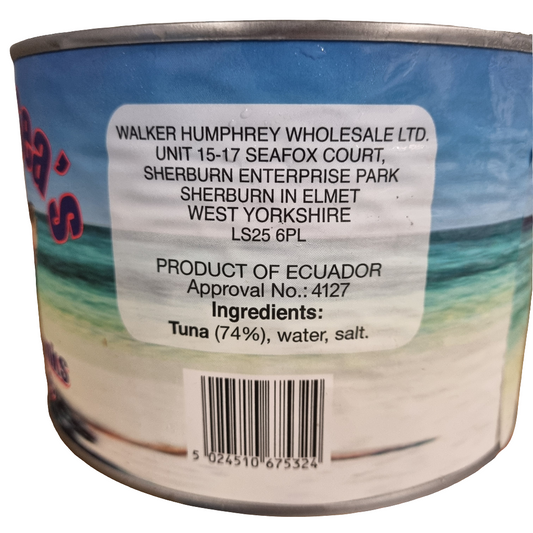 WALKER HUMPHREY WHOLESALE LTD.
UNIT 15-17 SEAFOX COURT,
SHERBURN ENTERPRISE PARK
SHERBURN IN ELMET
WEST YORKSHIRE
LS25 6PL
PRODUCT OF ECUADOR
Approval No.: 4127
Ingredients:
Tuna (74%), water, salt.
5 024510 675324